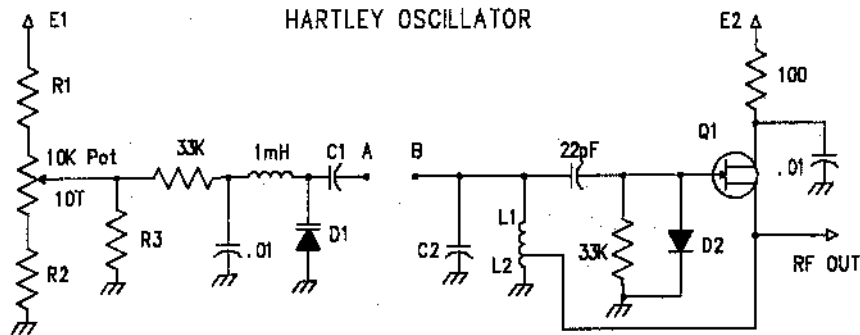 HARTLEY OSCILLATOR
E1
E2
R1
100
Q1
10K Pot
33K
1mH
C1
A
B
22pF
.01
10T
R3
.01
D1
L1
C2
33K
D2
L2
RF OUT
R2